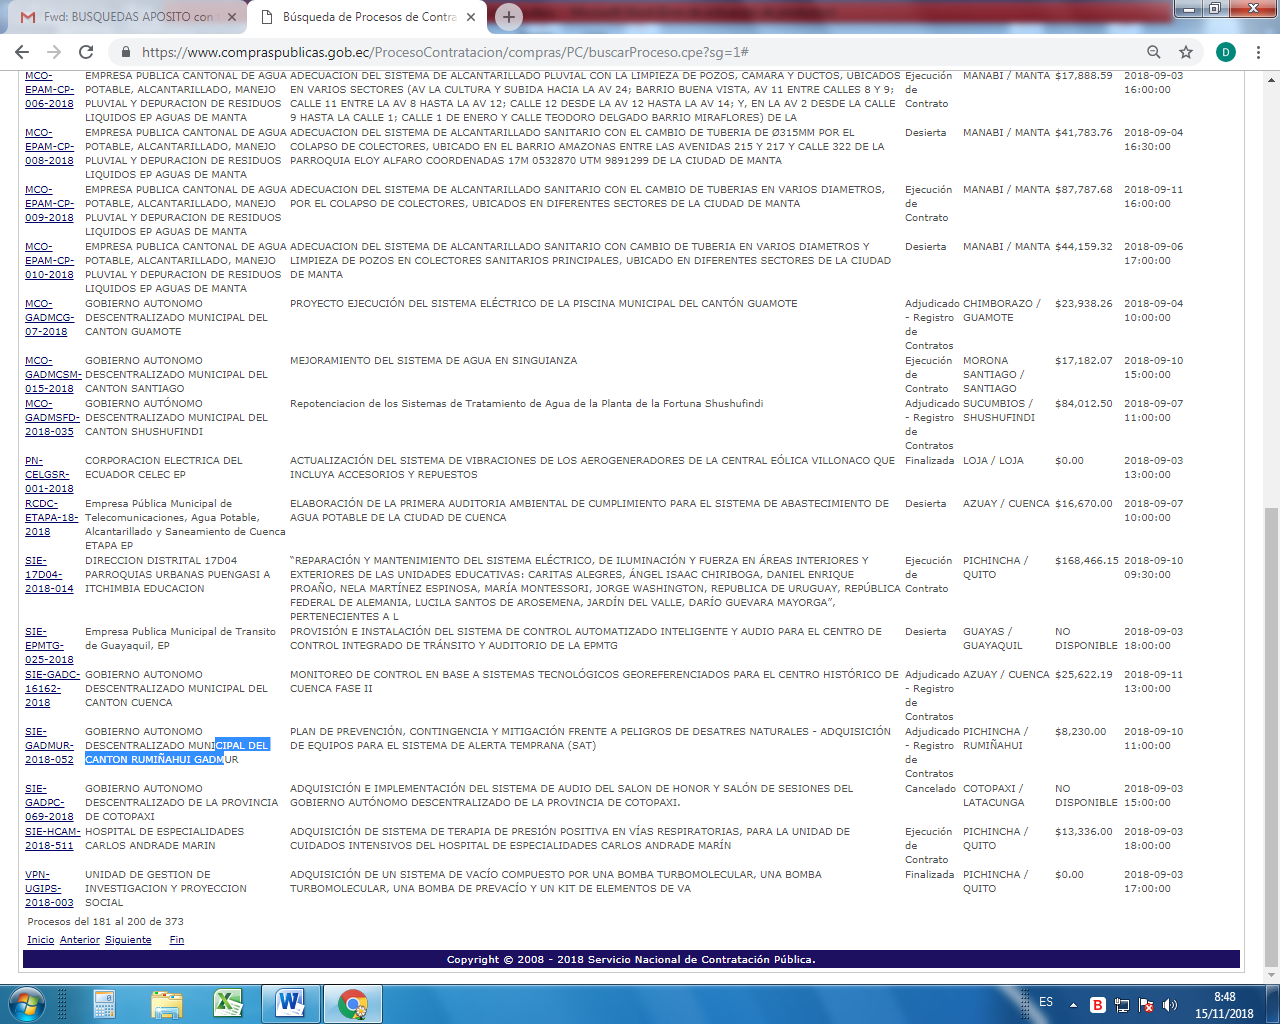 Fwd: BUSQUEDAS APOSITO con
Búsqueda de Procesos de Contra
https://www.compraspublicas.gob.ec/ProcesoContratacion/compras/PC/buscarProceso.cpe?sg=1#
D
MCO-EPAM-CP-006-2018
EMPRESA PUBLICA CANTONAL DE AGUA POTABLE, ALCANTARILLADO, MANEJO PLUVIAL Y DEPURACION DE RESIDUOS LIQUIDOS EP AGUAS DE MANTA
ADECUACION DEL SISTEMA DE ALCANTARILLADO PLUVIAL CON LA LIMPIEZA DE POZOS, CAMARA Y DUCTOS, UBICADOS
EN VARIOS SECTORES (AV LA CULTURA Y SUBIDA HACIA LA AV 24; BARRIO BUENA VISTA, AV 11 ENTRE CALLES 8 Y 9;
CALLE 11 ENTRE LA AV 8 HASTA LA AV 12; CALLE 12 DESDE LA AV 12 HASTA LA AV 14; Y, EN LA AV 2 DESDE LA CALLE
9 HASTA LA CALLE 1; CALLE 1 DE ENERO Y CALLE TEODORO DELGADO BARRIO MIRAFLORES) DE LA
Ejecución de Contrato
MANABI / MANTA
$17,888.59
2018-09-03 16:00:00
MCO-EPAM-CP-008-2018
EMPRESA PUBLICA CANTONAL DE AGUA POTABLE, ALCANTARILLADO, MANEJO PLUVIAL Y DEPURACION DE RESIDUOS LIQUIDOS EP AGUAS DE MANTA
ADECUACION DEL SISTEMA DE ALCANTARILLADO SANITARIO CON EL CAMBIO DE TUBERIA DE Ø315MM POR EL
COLAPSO DE COLECTORES, UBICADO EN EL BARRIO AMAZONAS ENTRE LAS AVENIDAS 215 Y 217 Y CALLE 322 DE LA
PARROQUIA ELOY ALFARO COORDENADAS 17M 0532870 UTM 9891299 DE LA CIUDAD DE MANTA
Desierta
MANABI / MANTA
$41,783.76
2018-09-04 16:30:00
MCO-EPAM-CP-009-2018
EMPRESA PUBLICA CANTONAL DE AGUA POTABLE, ALCANTARILLADO, MANEJO PLUVIAL Y DEPURACION DE RESIDUOS LIQUIDOS EP AGUAS DE MANTA
ADECUACION DEL SISTEMA DE ALCANTARILLADO SANITARIO CON EL CAMBIO DE TUBERIAS EN VARIOS DIAMETROS,
POR EL COLAPSO DE COLECTORES, UBICADOS EN DIFERENTES SECTORES DE LA CIUDAD DE MANTA
Ejecución de Contrato
MANABI / MANTA
$87,787.68
2018-09-11 16:00:00
MCO-EPAM-CP-010-2018
EMPRESA PUBLICA CANTONAL DE AGUA POTABLE, ALCANTARILLADO, MANEJO PLUVIAL Y DEPURACION DE RESIDUOS LIQUIDOS EP AGUAS DE MANTA
ADECUACION DEL SISTEMA DE ALCANTARILLADO SANITARIO CON CAMBIO DE TUBERIA EN VARIOS DIAMETROS Y
LIMPIEZA DE POZOS EN COLECTORES SANITARIOS PRINCIPALES, UBICADO EN DIFERENTES SECTORES DE LA CIUDAD
DE MANTA
Desierta
MANABI / MANTA
$44,159.32
2018-09-06 17:00:00
MCO-GADMCG-07-2018
GOBIERNO AUTONOMO DESCENTRALIZADO MUNICIPAL DEL CANTON GUAMOTE
PROYECTO EJECUCIÓN DEL SISTEMA ELÉCTRICO DE LA PISCINA MUNICIPAL DEL CANTÓN GUAMOTE
Adjudicado - Registro de Contratos
CHIMBORAZO / GUAMOTE
$23,938.26
2018-09-04 10:00:00
MCO-GADMCSM-015-2018
GOBIERNO AUTONOMO DESCENTRALIZADO MUNICIPAL DEL CANTON SANTIAGO
MEJORAMIENTO DEL SISTEMA DE AGUA EN SINGUIANZA
Ejecución de Contrato
MORONA SANTIAGO / SANTIAGO
$17,182.07
2018-09-10 15:00:00
MCO-GADMSFD-2018-035
GOBIERNO AUTÓNOMO DESCENTRALIZADO MUNICIPAL DEL CANTON SHUSHUFINDI
Repotenciacion de los Sistemas de Tratamiento de Agua de la Planta de la Fortuna Shushufindi
Adjudicado - Registro de Contratos
SUCUMBIOS / SHUSHUFINDI
$84,012.50
2018-09-07 11:00:00
PN-CELGSR-001-2018
CORPORACION ELECTRICA DEL ECUADOR CELEC EP
ACTUALIZACIÓN DEL SISTEMA DE VIBRACIONES DE LOS AEROGENERADORES DE LA CENTRAL EÓLICA VILLONACO QUE
INCLUYA ACCESORIOS Y REPUESTOS
Finalizada
LOJA / LOJA
$0.00
2018-09-03 13:00:00
RCDC-ETAPA-18-2018
Empresa Pública Municipal de Telecomunicaciones, Agua Potable, Alcantarillado y Saneamiento de Cuenca ETAPA EP
ELABORACIÓN DE LA PRIMERA AUDITORIA AMBIENTAL DE CUMPLIMIENTO PARA EL SISTEMA DE ABASTECIMIENTO DE
AGUA POTABLE DE LA CIUDAD DE CUENCA
Desierta
AZUAY / CUENCA
$16,670.00
2018-09-07 10:00:00
SIE-17D04-2018-014
DIRECCION DISTRITAL 17D04 PARROQUIAS URBANAS PUENGASI A ITCHIMBIA EDUCACION
“REPARACIÓN Y MANTENIMIENTO DEL SISTEMA ELÉCTRICO, DE ILUMINACIÓN Y FUERZA EN ÁREAS INTERIORES Y
EXTERIORES DE LAS UNIDADES EDUCATIVAS: CARITAS ALEGRES, ÁNGEL ISAAC CHIRIBOGA, DANIEL ENRIQUE
PROAÑO, NELA MARTÍNEZ ESPINOSA, MARÍA MONTESSORI, JORGE WASHINGTON, REPUBLICA DE URUGUAY, REPÚBLICA
FEDERAL DE ALEMANIA, LUCILA SANTOS DE AROSEMENA, JARDÍN DEL VALLE, DARÍO GUEVARA MAYORGA”,
PERTENECIENTES A L
Ejecución de Contrato
PICHINCHA / QUITO
$168,466.15
2018-09-10 09:30:00
SIE-EPMTG-025-2018
Empresa Publica Municipal de Transito de Guayaquil, EP
PROVISIÓN E INSTALACIÓN DEL SISTEMA DE CONTROL AUTOMATIZADO INTELIGENTE Y AUDIO PARA EL CENTRO DE
CONTROL INTEGRADO DE TRÁNSITO Y AUDITORIO DE LA EPMTG
Desierta
GUAYAS / GUAYAQUIL
NO DISPONIBLE
2018-09-03 18:00:00
SIE-GADC-16162-2018
GOBIERNO AUTONOMO DESCENTRALIZADO MUNICIPAL DEL CANTON CUENCA
MONITOREO DE CONTROL EN BASE A SISTEMAS TECNOLÓGICOS GEOREFERENCIADOS PARA EL CENTRO HISTÓRICO DE
CUENCA FASE II
Adjudicado - Registro de Contratos
AZUAY / CUENCA
$25,622.19
2018-09-11 13:00:00
SIE-GADMUR-2018-052
GOBIERNO AUTONOMO DESCENTRALIZADO MUNICIPAL DEL CANTON RUMIÑAHUI GADMUR
PLAN DE PREVENCIÓN, CONTINGENCIA Y MITIGACIÓN FRENTE A PELIGROS DE DESATRES NATURALES - ADQUISICIÓN
DE EQUIPOS PARA EL SISTEMA DE ALERTA TEMPRANA (SAT)
Adjudicado - Registro de Contratos
PICHINCHA / RUMIÑAHUI
$8,230.00
2018-09-10 11:00:00
SIE-GADPC-069-2018
GOBIERNO AUTONOMO DESCENTRALIZADO DE LA PROVINCIA DE COTOPAXI
ADQUISICIÓN E IMPLEMENTACIÓN DEL SISTEMA DE AUDIO DEL SALON DE HONOR Y SALÓN DE SESIONES DEL
GOBIERNO AUTÓNOMO DESCENTRALIZADO DE LA PROVINCIA DE COTOPAXI.
Cancelado
COTOPAXI / LATACUNGA
NO DISPONIBLE
2018-09-03 15:00:00
SIE-HCAM-2018-511
HOSPITAL DE ESPECIALIDADES CARLOS ANDRADE MARIN
ADQUISICIÓN DE SISTEMA DE TERAPIA DE PRESIÓN POSITIVA EN VÍAS RESPIRATORIAS, PARA LA UNIDAD DE
CUIDADOS INTENSIVOS DEL HOSPITAL DE ESPECIALIDADES CARLOS ANDRADE MARÍN
Ejecución de Contrato
PICHINCHA / QUITO
$13,336.00
2018-09-03 18:00:00
VPN-UGIPS-2018-003
UNIDAD DE GESTION DE INVESTIGACION Y PROYECCION SOCIAL
ADQUISICIÓN DE UN SISTEMA DE VACÍO COMPUESTO POR UNA BOMBA TURBOMOLECULAR, UNA BOMBA
TURBOMOLECULAR, UNA BOMBA DE PREVACÍO Y UN KIT DE ELEMENTOS DE VA
Finalizada
PICHINCHA / QUITO
$0.00
2018-09-03 17:00:00
Procesos del 181 al 200 de 373
Inicio Anterior Siguiente Fin
Copyright © 2008 - 2018 Servicio Nacional de Contratación Pública.
ES
8:48
15/11/2018